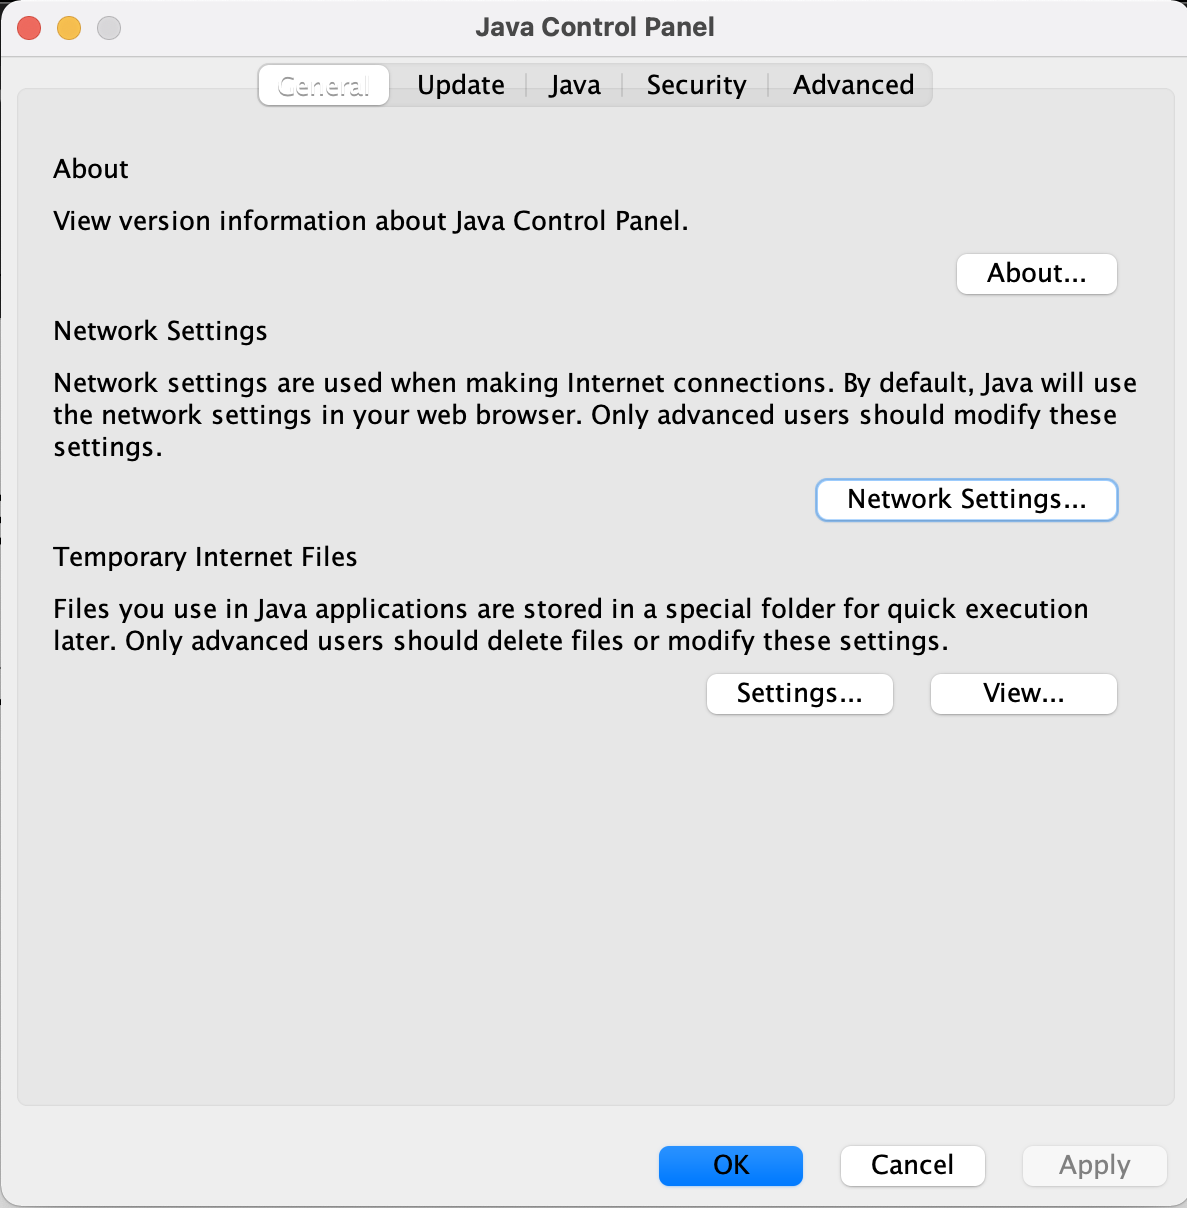 Java Control Panel
General Update Java Security Advanced
About
View version information about Java Control Panel.
About...
Network Settings
Network settings are used when making Internet connections. By default, Java will use
the network settings in your web browser. Only advanced users should modify these
settings.
Network Settings...
Temporary Internet Files
Files you use in Java applications are stored in a special folder for quick execution
later. Only advanced users should delete files or modify these settings.
Settings... View...
OK Cancel Apply